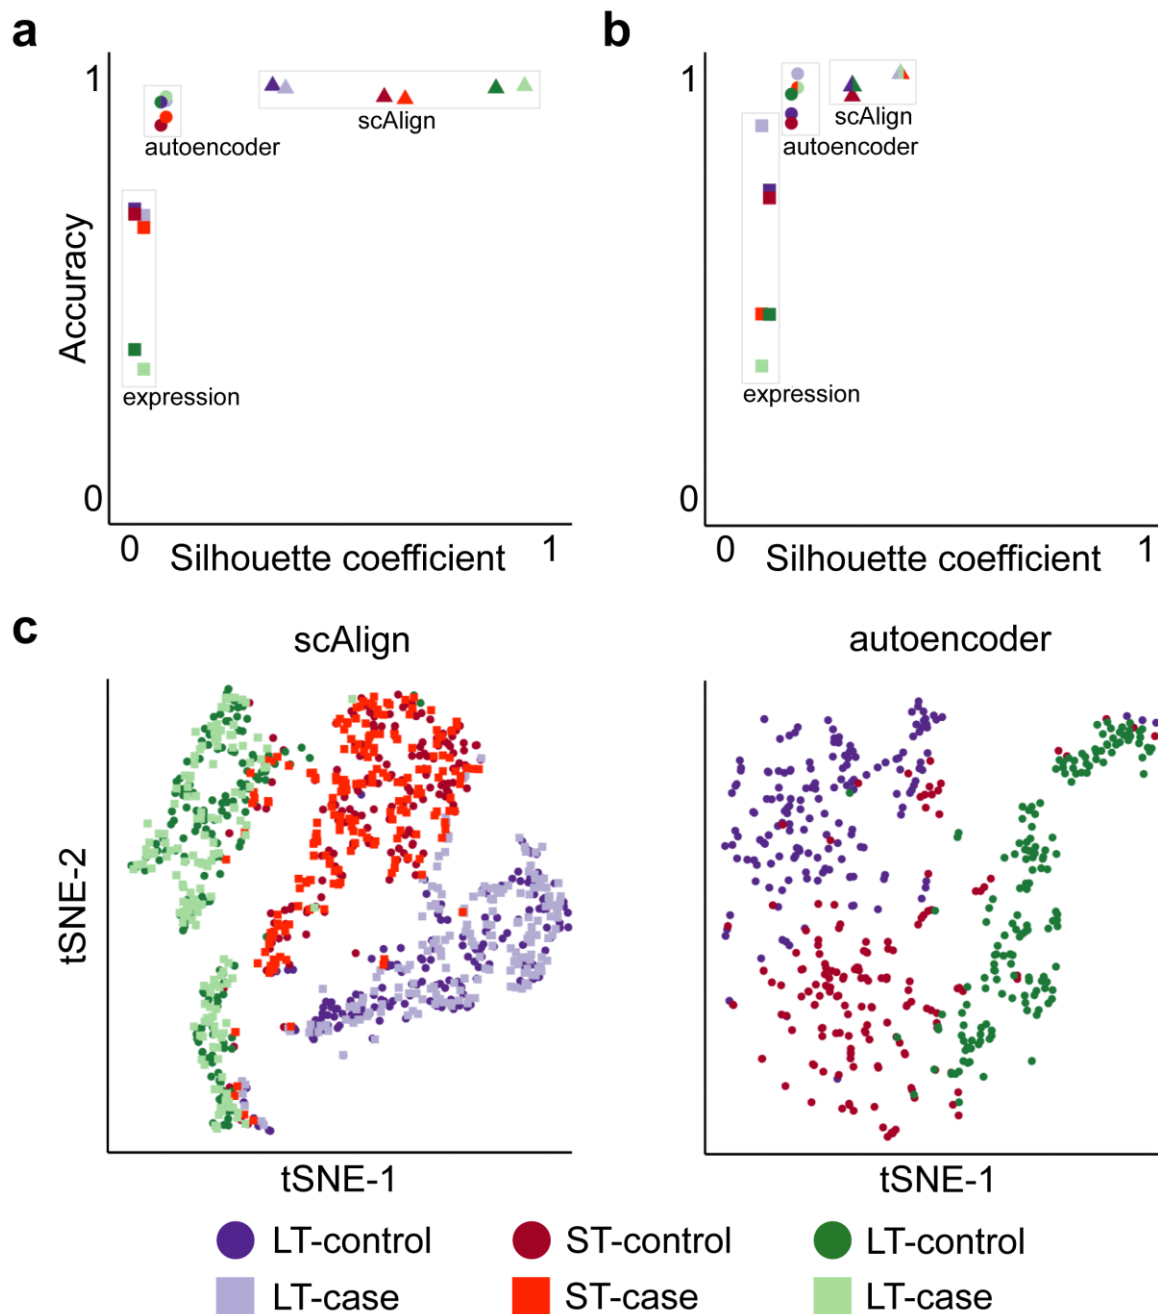 a
b
1
1
scAlign
scAlign
autoencoder
autoencoder
Accuracy
expression
expression
0
0
0
Silhouette coefficient
1
0
Silhouette coefficient
1
c
scAlign
autoencoder
tSNE-2
tSNE-1
tSNE-1
LT-control
ST-control
LT-control
LT-case
ST-case
LT-case